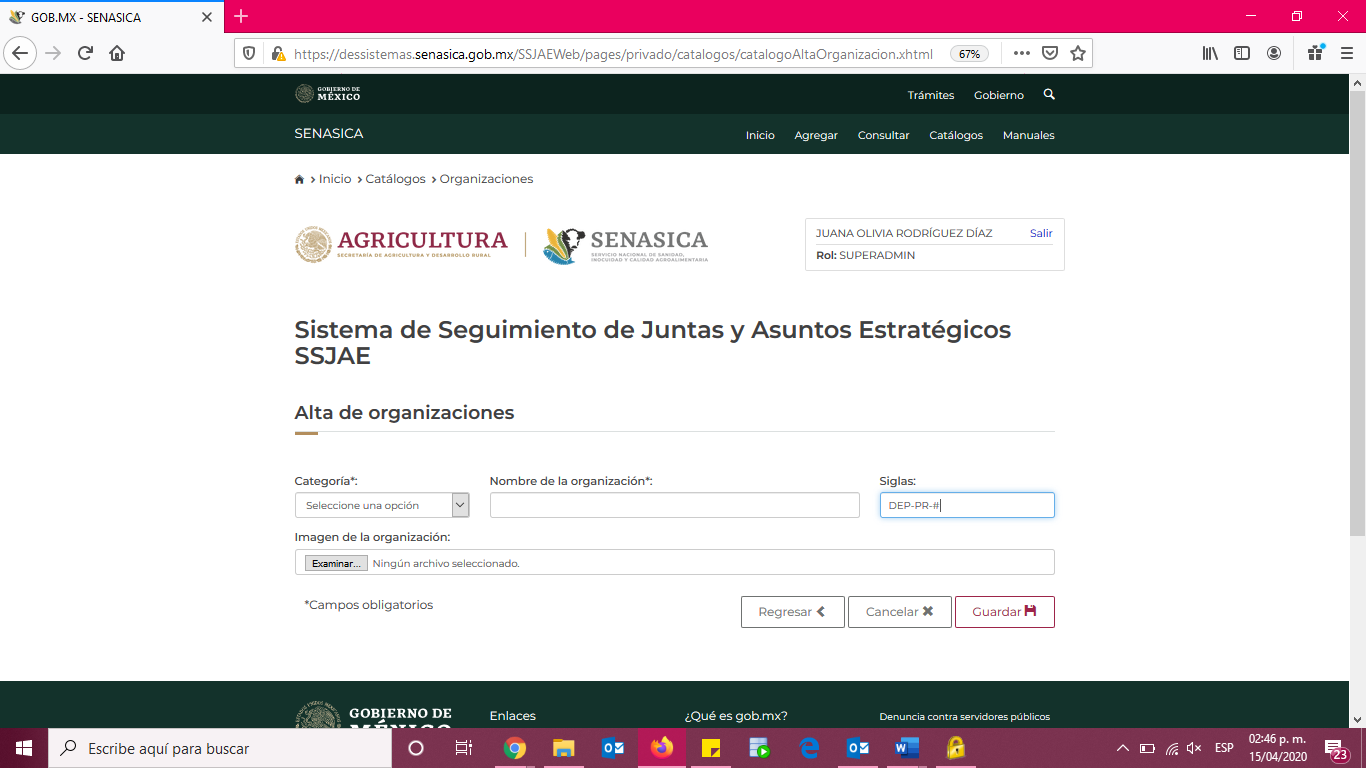 GOB.MX - SENASICA
https://dessistemas.senasica.gob.mx/SSJAEWeb/pages/privado/catalogos/catalogoAltaOrganizacion.xhtml
67%
GOBIERNO DE
MÉXICO
Trámites Gobierno
SENASICA
Inicio Agregar Consultar Catálogos Manuales
Inicio > Catálogos > Organizaciones
AGRICULTURA
SECRETARÍA DE AGRICULTURA Y DESARROLLO RURAL
SENASICA
SERVICIO NACIONAL DE SANIDAD,
INOCUIDAD Y CALIDAD AGROALIMENTARIA
JUANA OLIVIA RODRÍGUEZ DÍAZ Salir
Rol: SUPERADMIN
Sistema de Seguimiento de Juntas y Asuntos Estratégicos
SSJAE
Alta de organizaciones
Categoría*: Nombre de la organización*: Siglas:
Seleccione una opción DEP-PR-#
Imagen de la organización:
Examinar... Ningún archivo seleccionado.
*Campos obligatorios
Regresar Cancelar Guardar
GOBIERNO DE
MÉXICO
Enlaces
¿Qué es gob.mx?
Denuncia contra servidores públicos
Escribe aquí para buscar
ESP
02:46 p. m.
15/04/2020
23